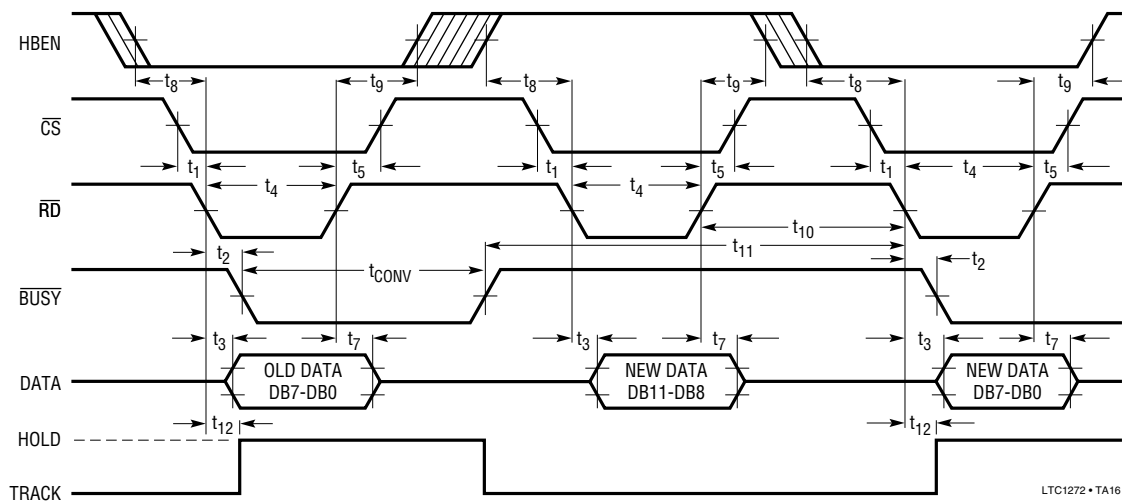 HBEN
t8 t9 t8 t9 t8 t9
CS
t1 t5 t1 t5 t1 t5
t4 t4 t4
RD
t10
t11
t2 tCONV t2
BUSY
t3 t7 t3 t7 t3 t7
DATA
OLD DATA
DB7-DB0
NEW DATA
DB11-DB8
NEW DATA
DB7-DB0
t12 t12
HOLD
TRACK
LTC1272 • TA16